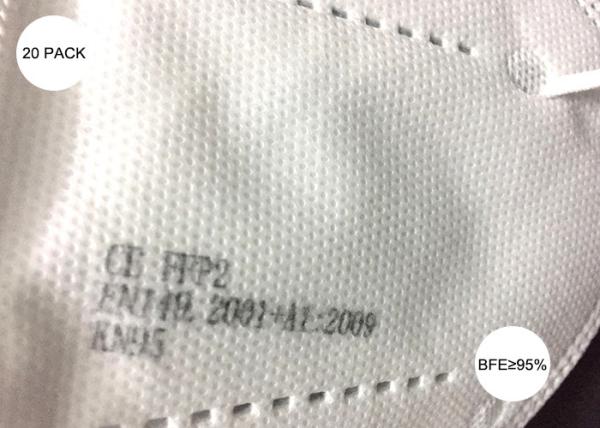 20 PACK
CE FFP2
EN149 2001+A1:2009
KN95
BFE≥95%